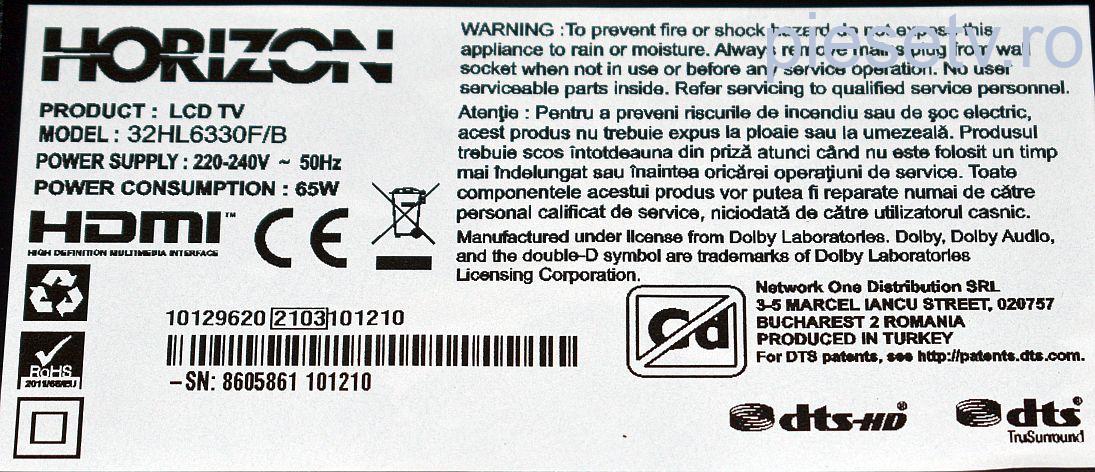 HORIZON
PRODUCT : LCD TV
MODEL : 32HL6330F/B
POWER SUPPLY : 220-240V ~ 50Hz
POWER CONSUMPTION : 65W
HDMI™
HIGH DEFINITION MULTIMEDIA INTERFACE
CE
RoHS
2011/65/EU
10129620 2103 101210
-SN: 8605861 101210
WARNING :To prevent fire or shock hazard do not expose this
appliance to rain or moisture. Always remove mains plug from wall
socket when not in use or before any service operation. No user
serviceable parts inside. Refer servicing to qualified service personnel.
Atenție : Pentru a preveni riscurile de incendiu sau de șoc electric,
acest produs nu trebuie expus la ploaie sau la umezeală. Produsul
trebuie scos întotdeauna din priză atunci când nu este folosit un timp
mai îndelungat sau înaintea oricărei operațiuni de service. Toate
componentele acestui produs vor putea fi reparate numai de către
personal calificat de service, niciodată de către utilizatorul casnic.
Manufactured under license from Dolby Laboratories. Dolby, Dolby Audio,
and the double-D symbol are trademarks of Dolby Laboratories
Licensing Corporation.
Cd
Network One Distribution SRL
3-5 MARCEL IANCU STREET, 020757
BUCHAREST 2 ROMANIA
PRODUCED IN TURKEY
For DTS patents, see http://patents.dts.com.
dts-HD®
dts®
TruSurround
piesetv.ro